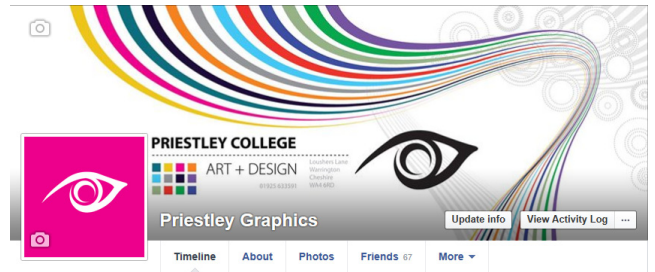 PRIESTLEY COLLEGE
ART + DESIGN
Loushers Lane
Warrington
Cheshire
WA4 6RD
01925 633591
Priestley Graphics
Update info
View Activity Log
...
Timeline
About
Photos
Friends 67
More